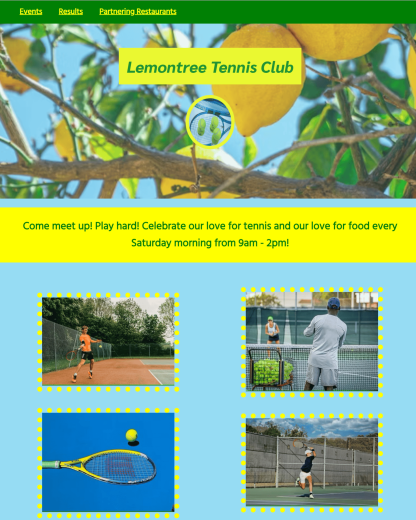 Events Results Partnering Restaurants
Lemontree Tennis Club
Come meet up! Play hard! Celebrate our love for tennis and our love for food every
Saturday morning from 9am - 2pm!